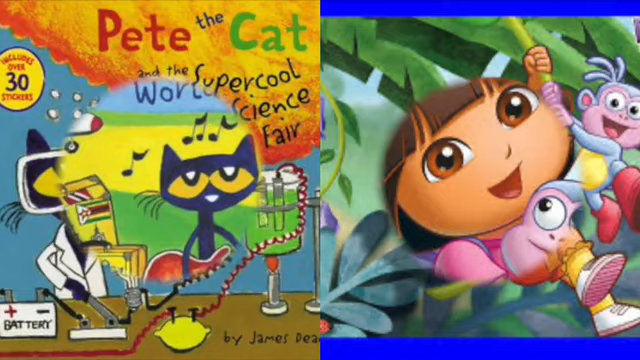 Pete the Cat
and the
Supercool
Science
Fair
INCLUDES
OVER
30
STICKERS
+ -
BATTERY
by James Dea